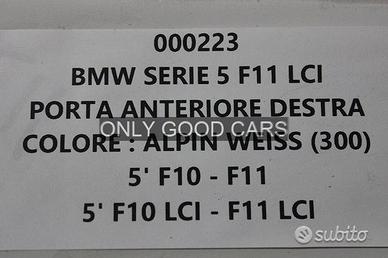 000223
BMW SERIE 5 F11 LCI
PORTA ANTERIORE DESTRA
ONLY GOOD CARS
COLORE : ALPIN WEISS (300)
5' F10 - F11
5' F10 LCI - F11 LCI
subito